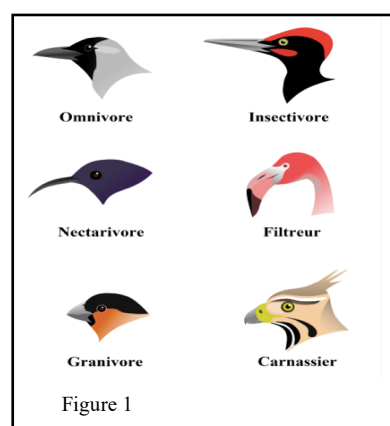 Omnivore
Insectivore
Nectarivore
Filtreur
Granivore
Carnassier
Figure 1